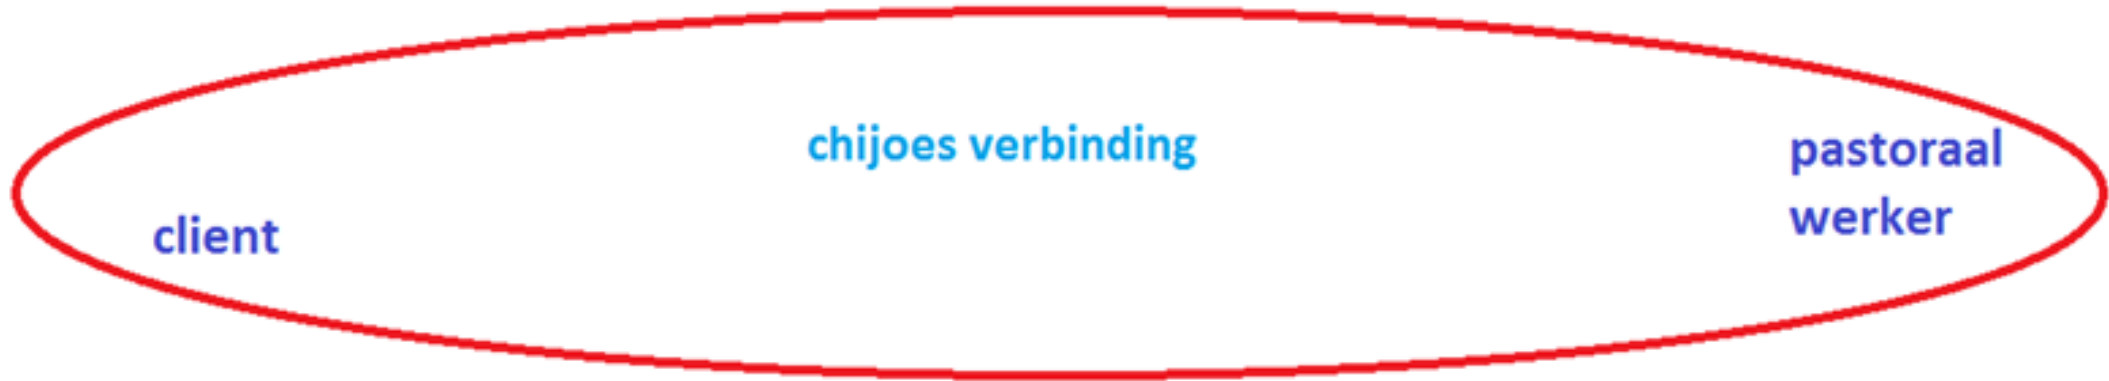 chijoes verbinding
pastoraal
werker
client